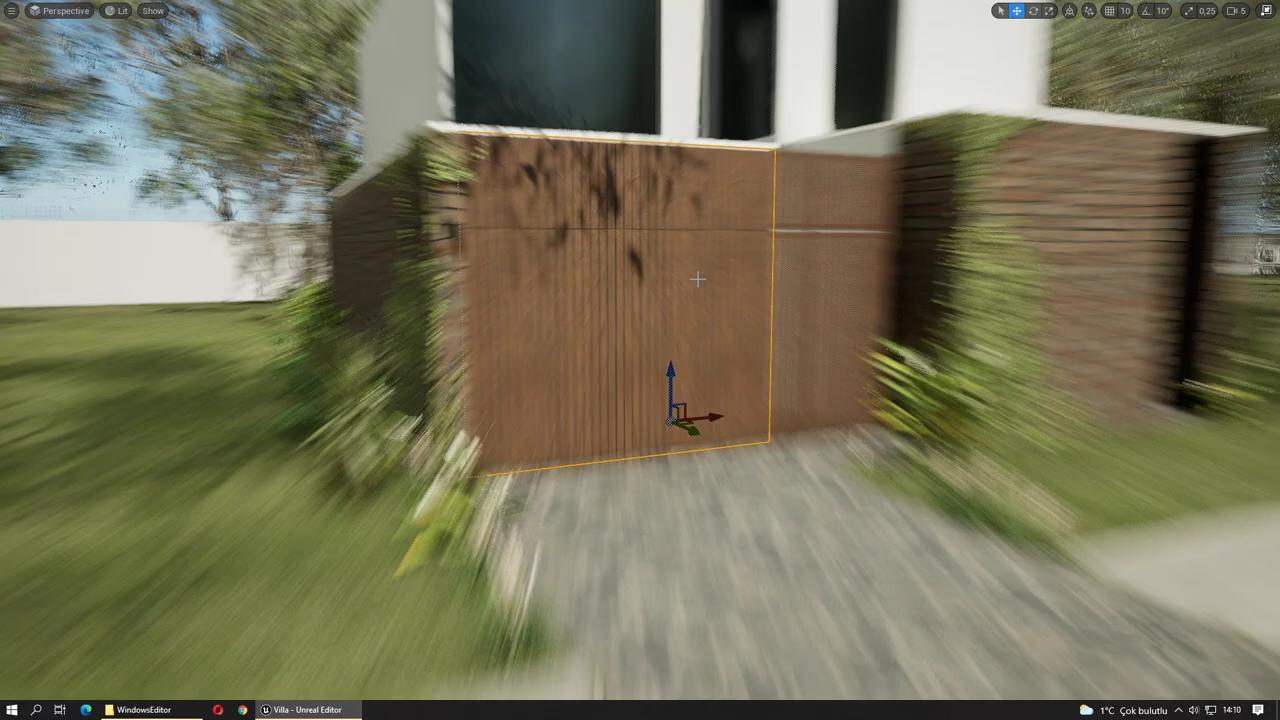 Perspective Lit Show 10 10° 0,25 5
WindowsEditor Villa - Unreal Editor 1°C Çok bulutlu 14:10